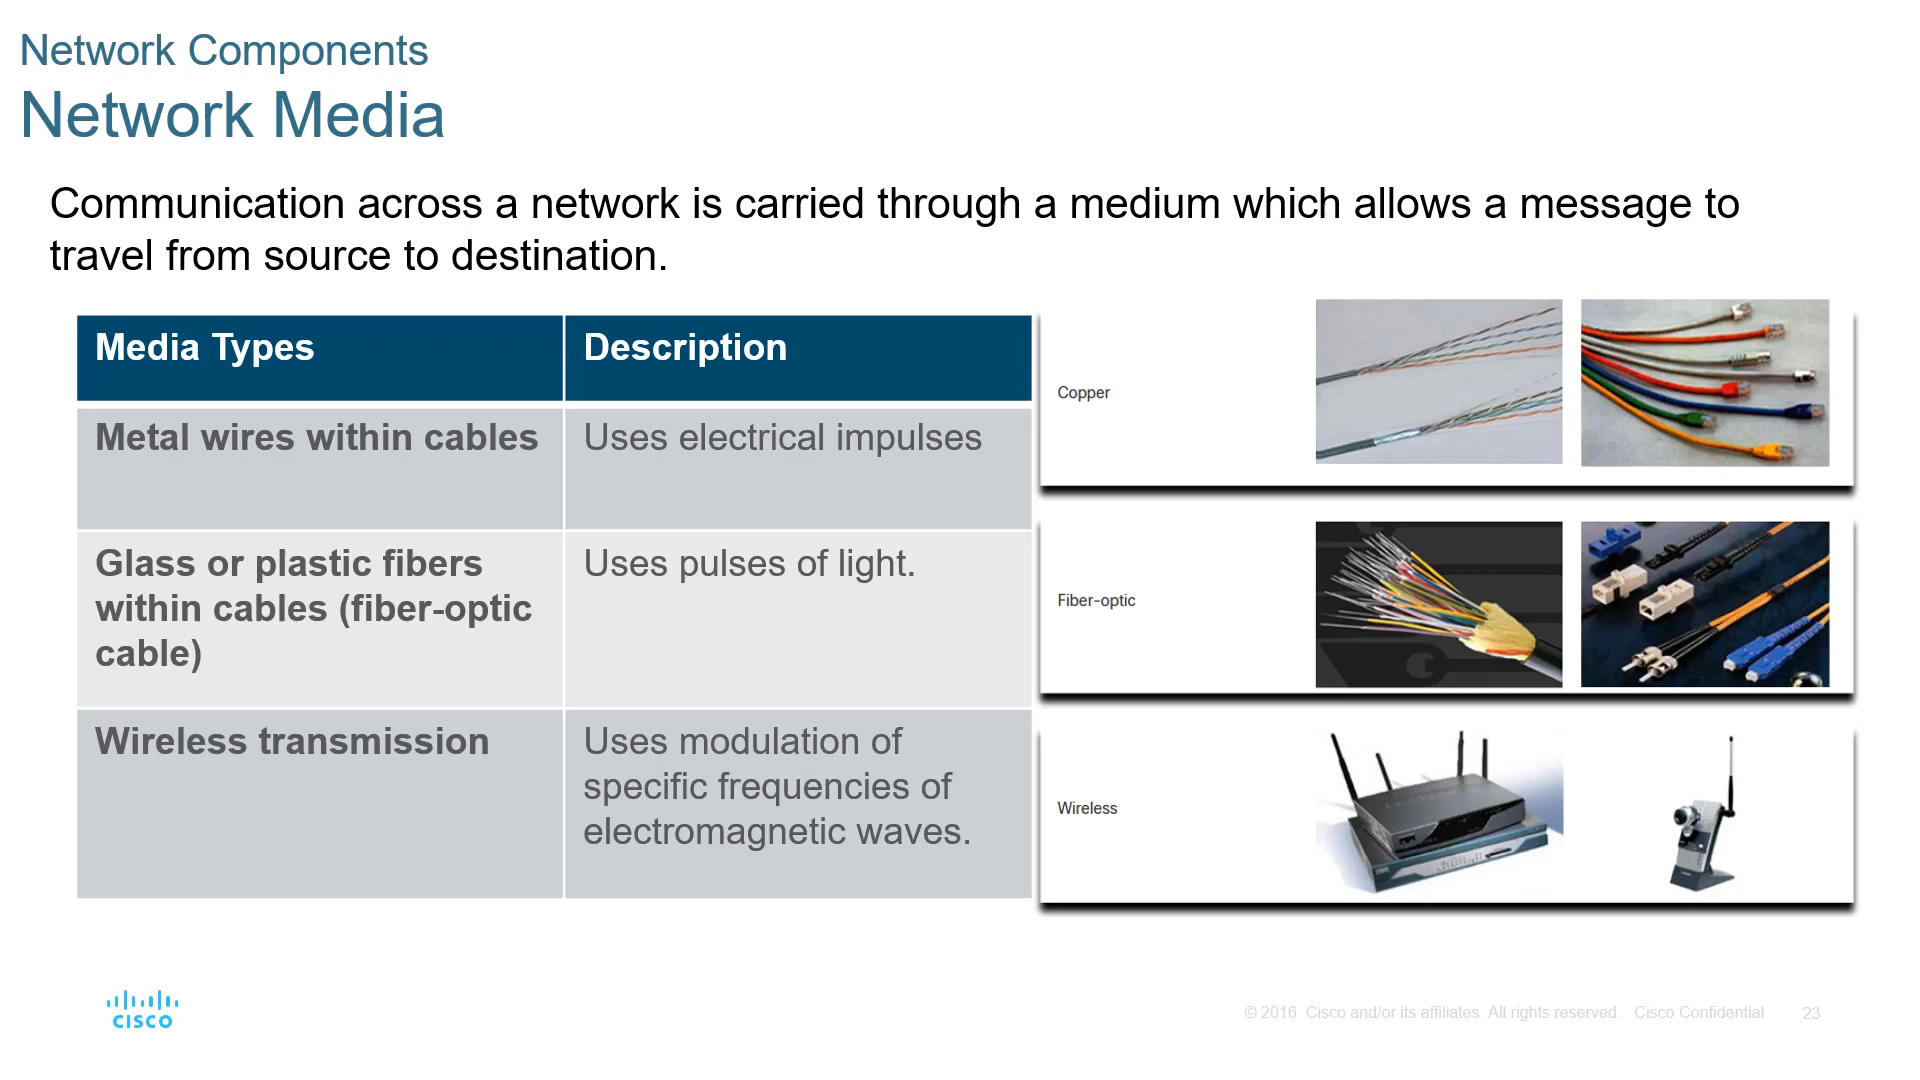 Network Components
Network Media
Communication across a network is carried through a medium which allows a message to
travel from source to destination.
Media Types
Description
Metal wires within cables
Uses electrical impulses
Glass or plastic fibers
within cables (fiber-optic
cable)
Uses pulses of light.
Wireless transmission
Uses modulation of
specific frequencies of
electromagnetic waves.
Copper
Fiber-optic
Wireless
CISCO
© 2016 Cisco and/or its affiliates. All rights reserved. Cisco Confidential
23